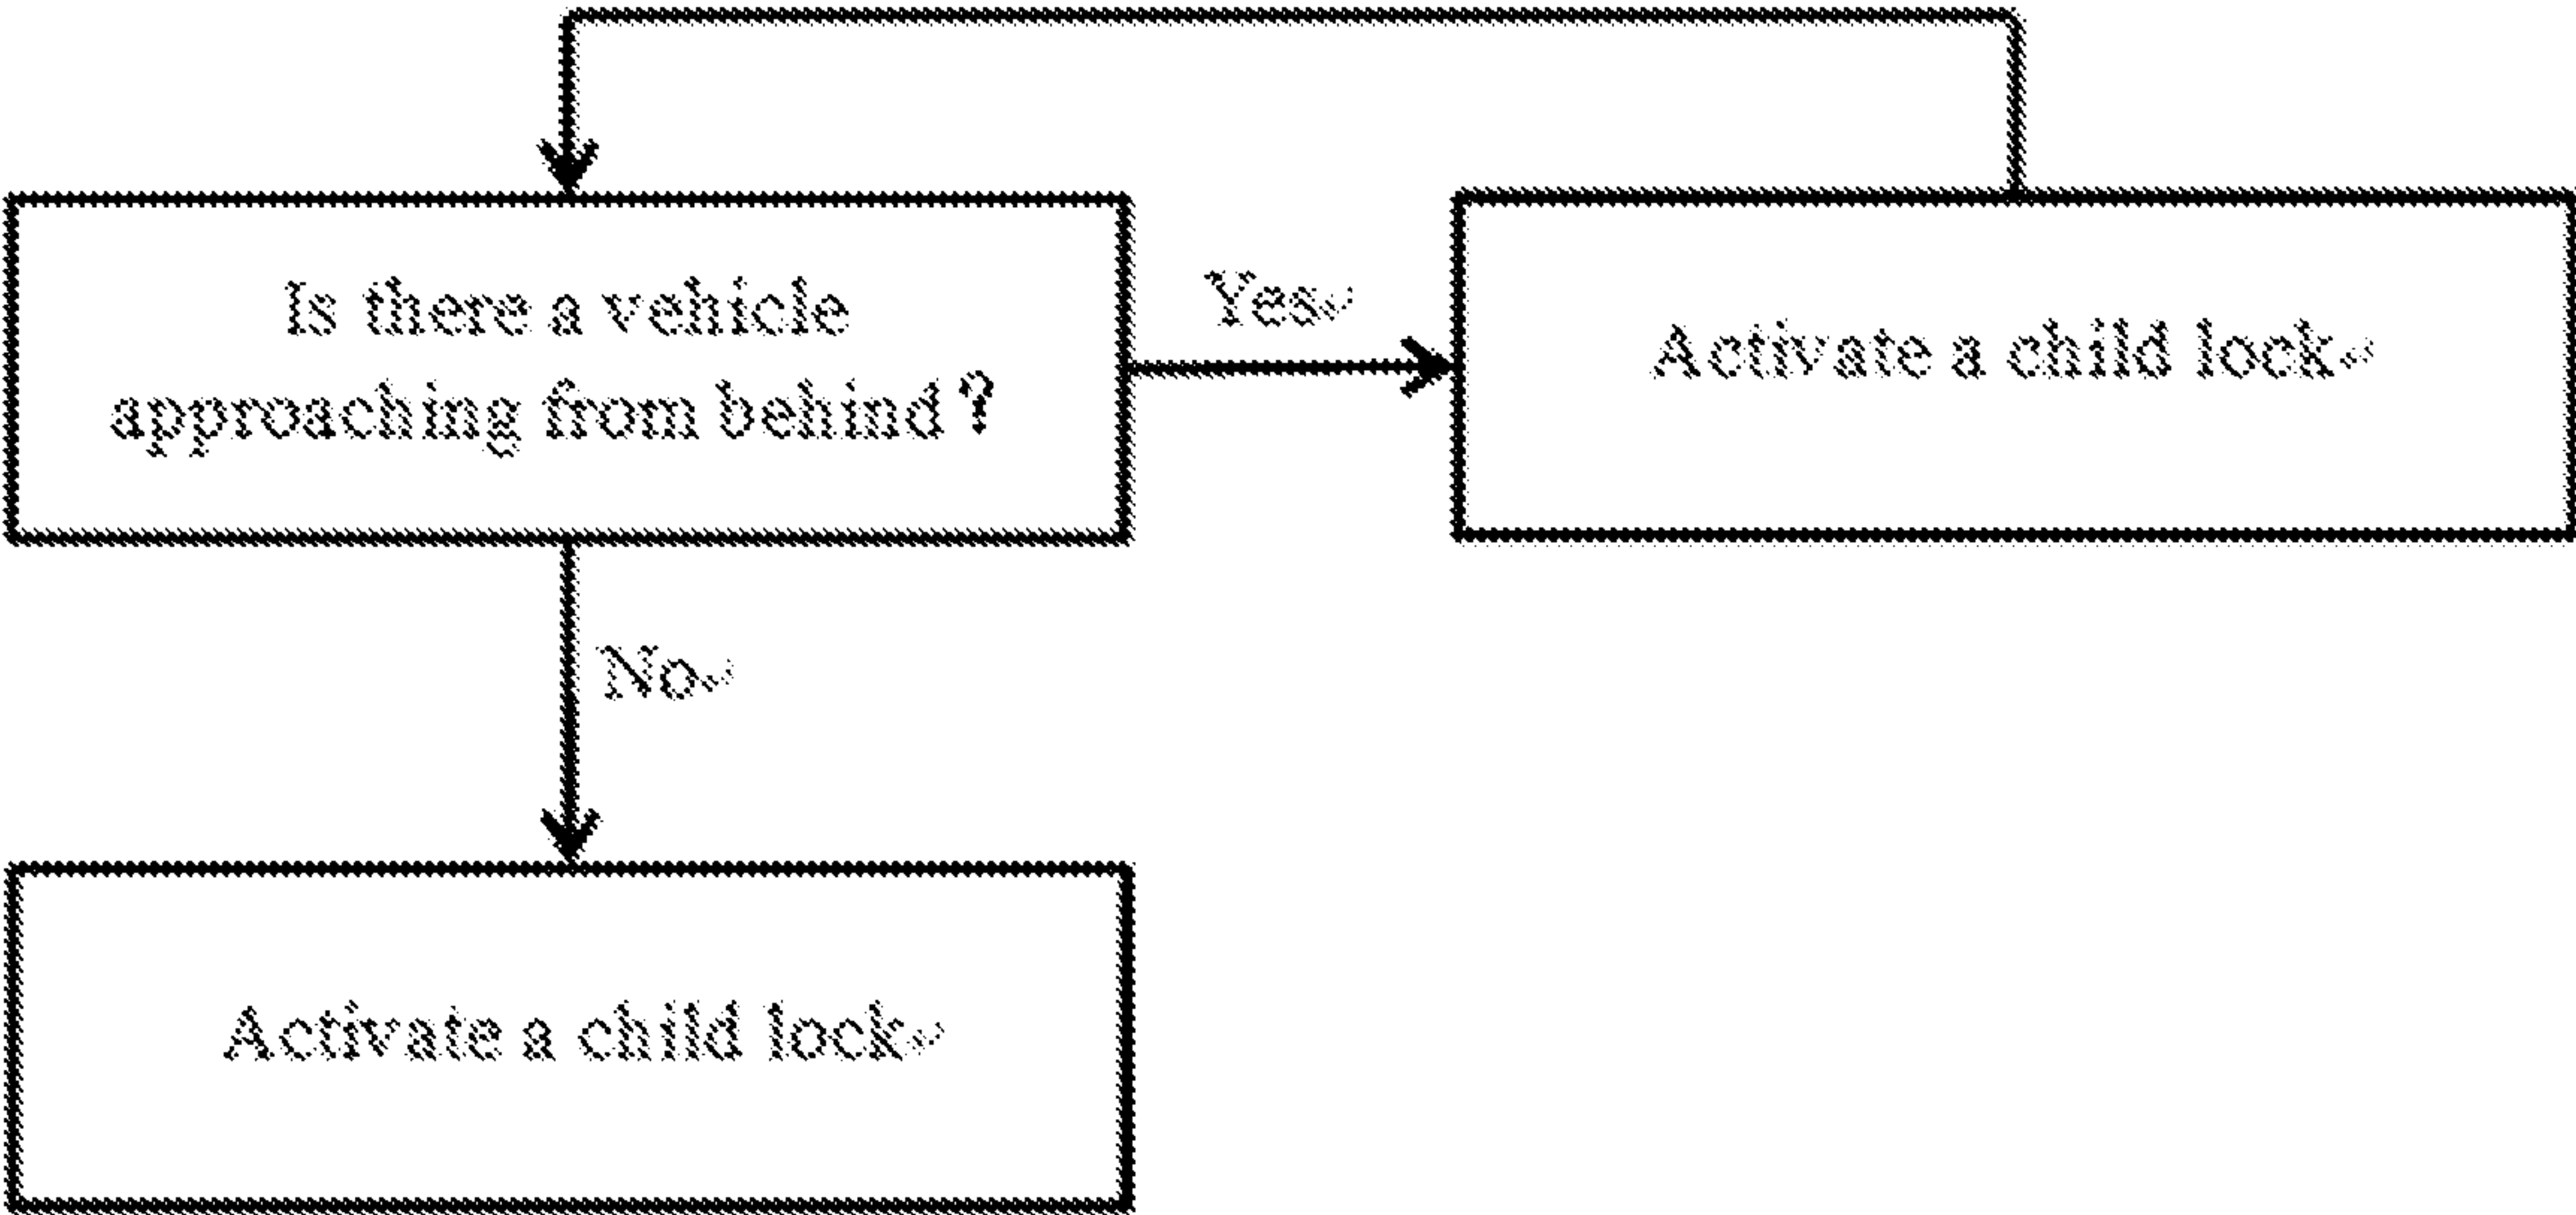 Is there a vehicle
approaching from behind?
Yes
Activate a child lock
No
Activate a child lock